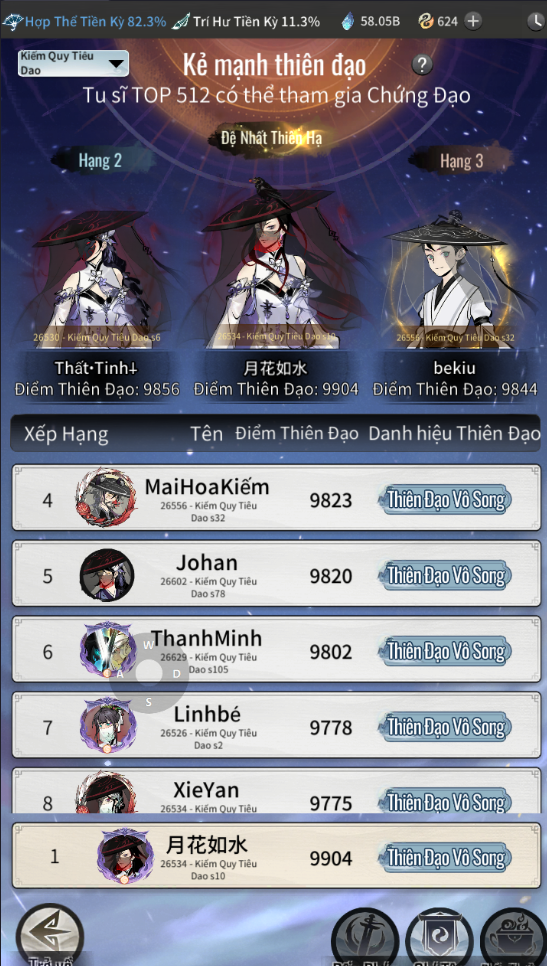 Hợp Thể Tiền Kỳ 82.3% Trí Hư Tiền Kỳ 11.3% 58.05B 624
Kiếm Quy Tiêu
Dao
Kẻ mạnh thiên đạo ?
Tu sĩ TOP 512 có thể tham gia Chứng Đạo
Đệ Nhất Thiên Hạ
Hạng 2 Hạng 3
26530 - Kiếm Quy Tiêu Dao s6 26534 - Kiếm Quy Tiêu Dao s10 26556 - Kiếm Quy Tiêu Dao s32
Thất•Tinh⸸ 月花如水 bekiu
Điểm Thiên Đạo: 9856 Điểm Thiên Đạo: 9904 Điểm Thiên Đạo: 9844
Xếp Hạng Tên Điểm Thiên Đạo Danh hiệu Thiên Đạo
4 MaiHoaKiếm 9823 Thiên Đạo Vô Song
26556 - Kiếm Quy Tiêu
Dao s32
5 Johan 9820 Thiên Đạo Vô Song
26602 - Kiếm Quy Tiêu
Dao s78
6 ThanhMinh 9802 Thiên Đạo Vô Song
26629 - Kiếm Quy Tiêu
Dao s105
W
A D
S
7 Linhbé 9778 Thiên Đạo Vô Song
26526 - Kiếm Quy Tiêu
Dao s2
8 XieYan 9775 Thiên Đạo Vô Song
26534 - Kiếm Quy Tiêu
1 月花如水 9904 Thiên Đạo Vô Song
26534 - Kiếm Quy Tiêu
Dao s10
Trở về